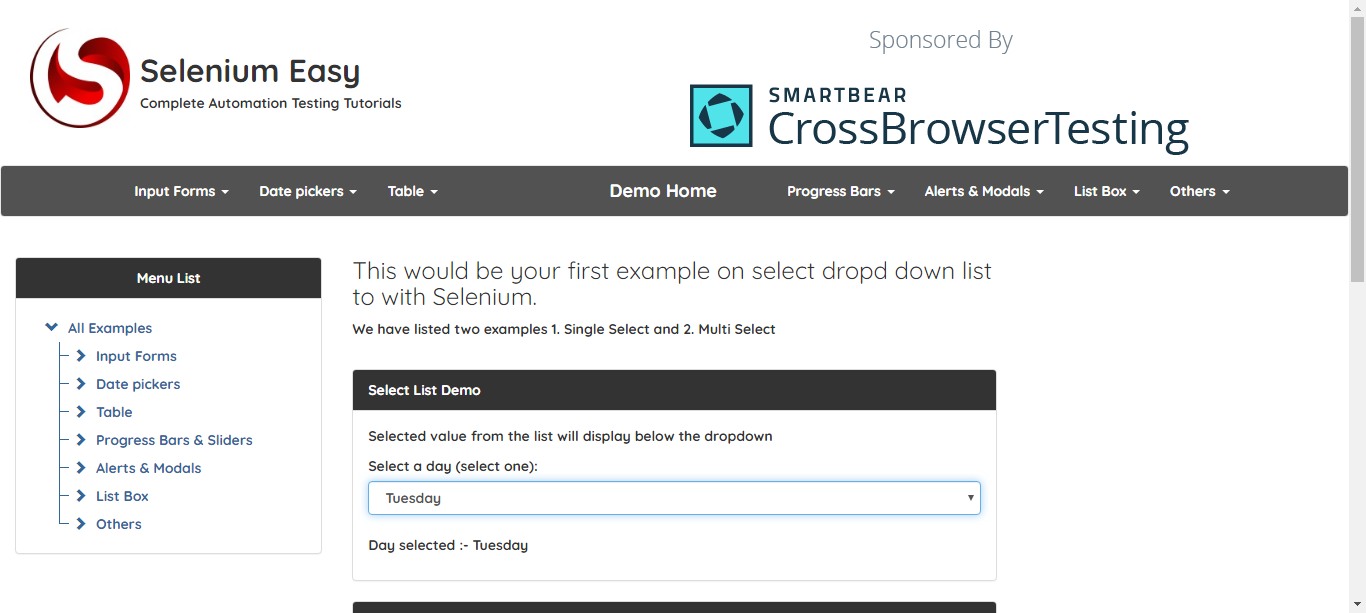 Selenium Easy
Complete Automation Testing Tutorials
Sponsored By
SMARTBEAR
CrossBrowserTesting
Input Forms
Date pickers
Table
Demo Home
Progress Bars
Alerts & Modals
List Box
Others
Menu List
All Examples
Input Forms
Date pickers
Table
Progress Bars & Sliders
Alerts & Modals
List Box
Others
This would be your first example on select dropd down list
to with Selenium.
We have listed two examples 1. Single Select and 2. Multi Select
Select List Demo
Selected value from the list will display below the dropdown
Select a day (select one):
Tuesday
Day selected :- Tuesday